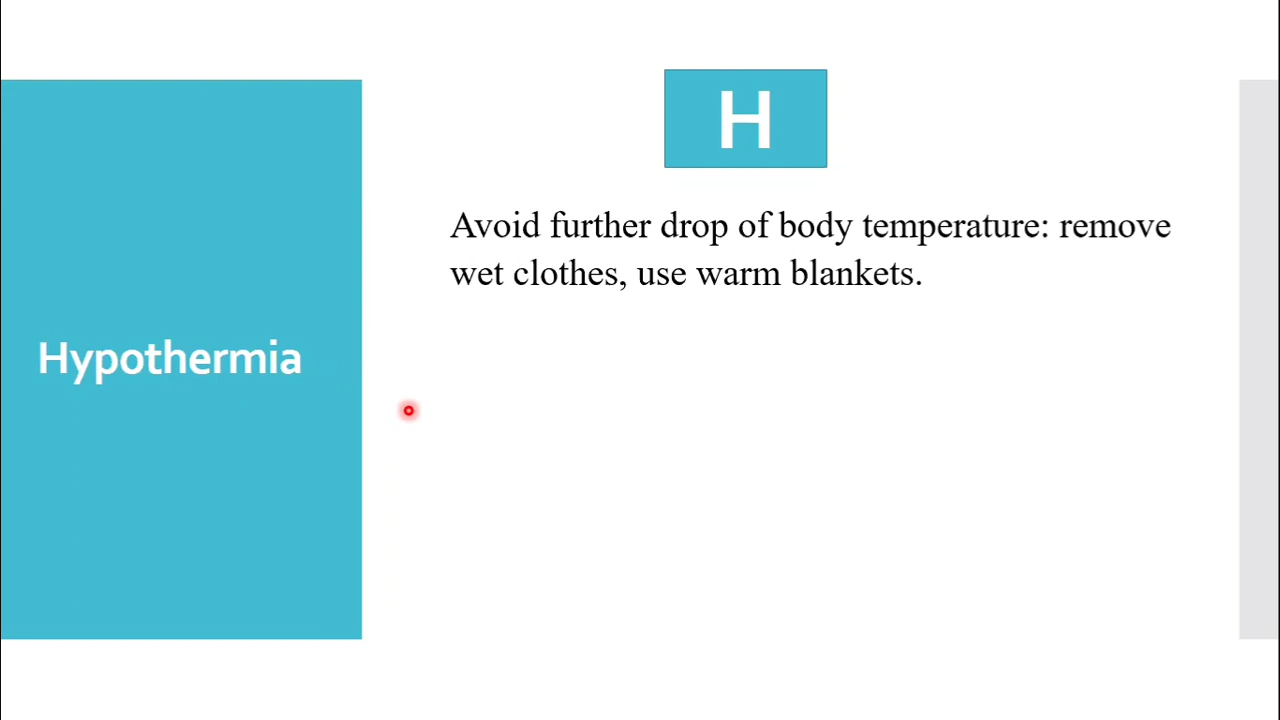 H
Avoid further drop of body temperature: remove
wet clothes, use warm blankets.
Hypothermia